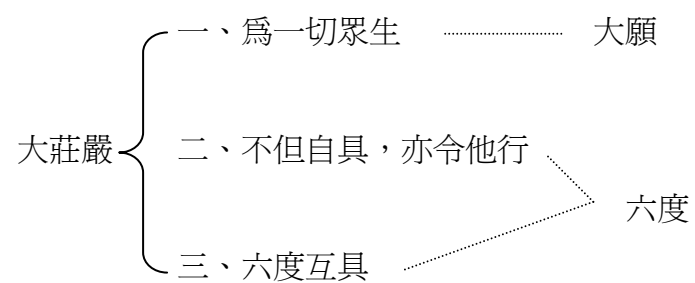 一、爲一切眾生 大願
大莊嚴
二、不但自具，亦令他行
六度
三、六度互具